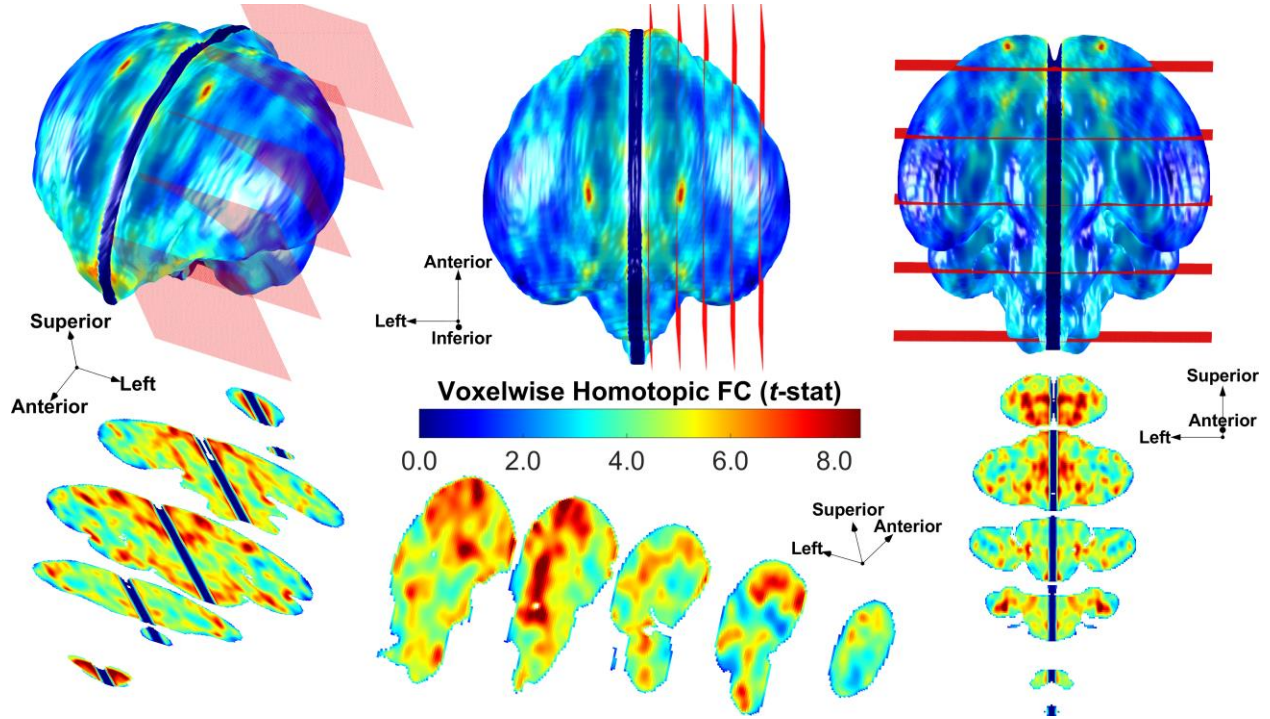 Anterior
Left
Inferior
Superior
Left
Anterior
Voxelwise Homotopic FC (t-stat)
0.0 2.0 4.0 6.0 8.0
Superior
Anterior
Left
Anterior
Left
Superior